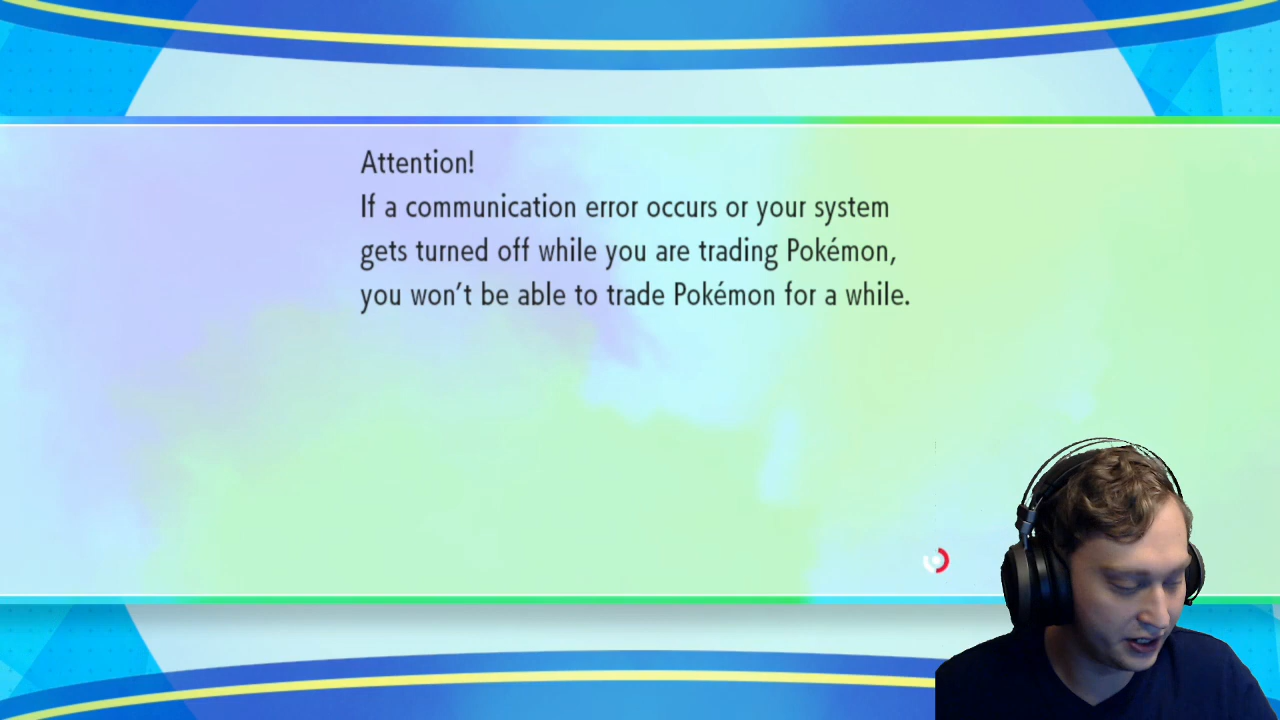 Attention!
If a communication error occurs or your system
gets turned off while you are trading Pokémon,
you won't be able to trade Pokémon for a while.